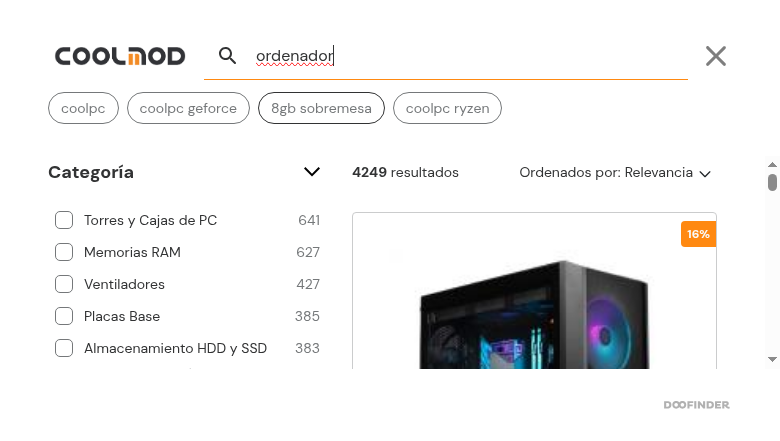 COOLMOD
ordenador
coolpc
coolpc geforce
8gb sobremesa
coolpc ryzen
Categoría
Torres y Cajas de PC 641
Memorias RAM 627
Ventiladores 427
Placas Base 385
Almacenamiento HDD y SSD 383
4249 resultados
Ordenados por: Relevancia
16%
DOOFINDER